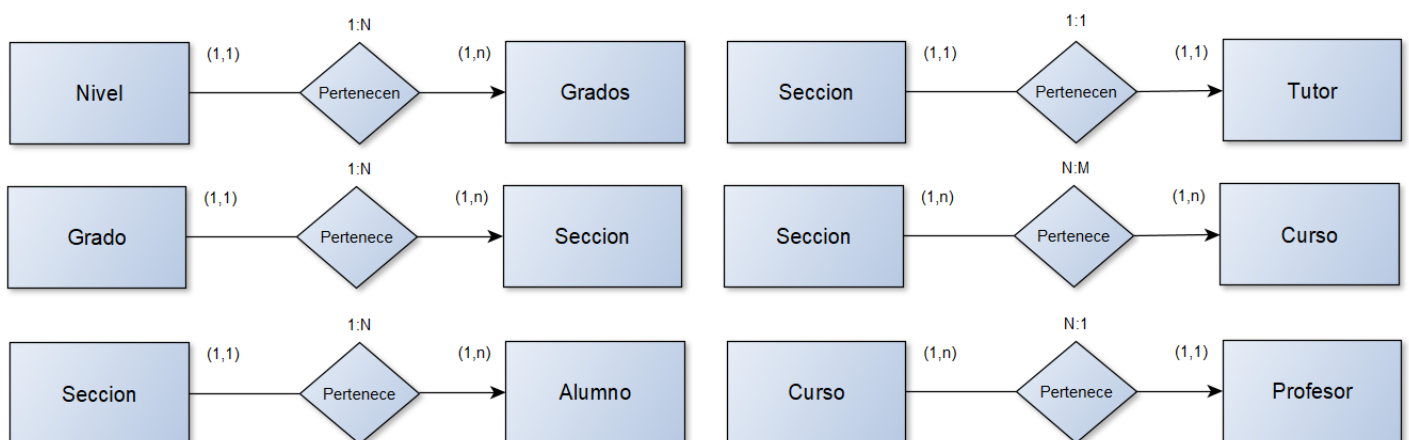 1:N
Nivel (1,1) Pertenecen (1,n) Grados
1:1
Seccion (1,1) Pertenecen (1,1) Tutor
1:N
Grado (1,1) Pertenece (1,n) Seccion
N:M
Seccion (1,n) Pertenece (1,n) Curso
1:N
Seccion (1,1) Pertenece (1,n) Alumno
N:1
Curso (1,n) Pertenece (1,1) Profesor